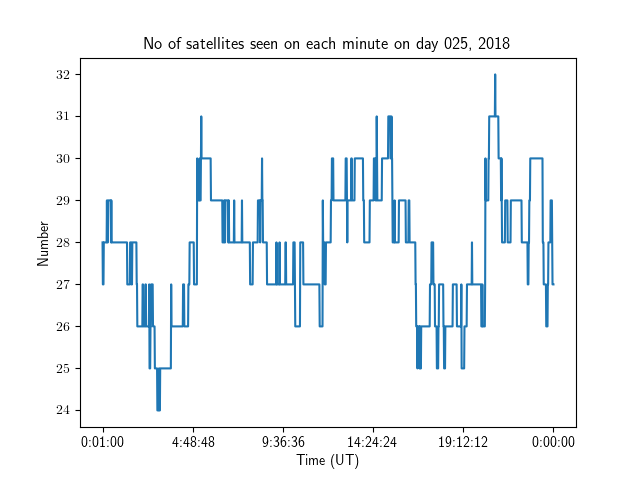 No of satellites seen on each minute on day 025, 2018
32
31
30
29
28
27
26
25
24
Number
0:01:00 4:48:48 9:36:36 14:24:24 19:12:12 0:00:00
Time (UT)